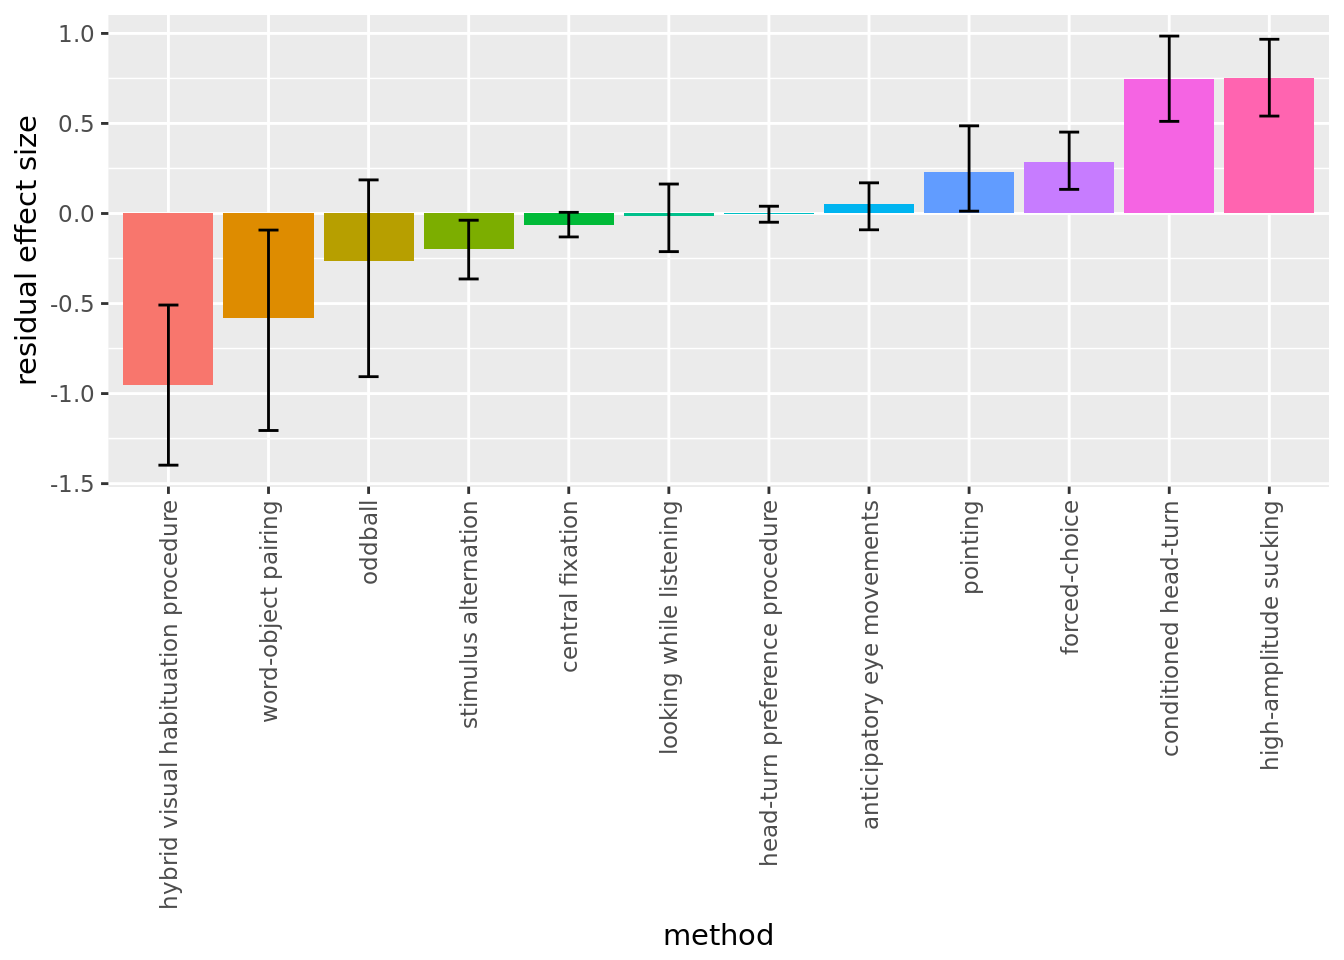 residual effect size
1.0
0.5
0.0
-0.5
-1.0
-1.5
hybrid visual habituation procedure
word-object pairing
oddball
stimulus alternation
central fixation
looking while listening
head-turn preference procedure
anticipatory eye movements
pointing
forced-choice
conditioned head-turn
high-amplitude sucking
method